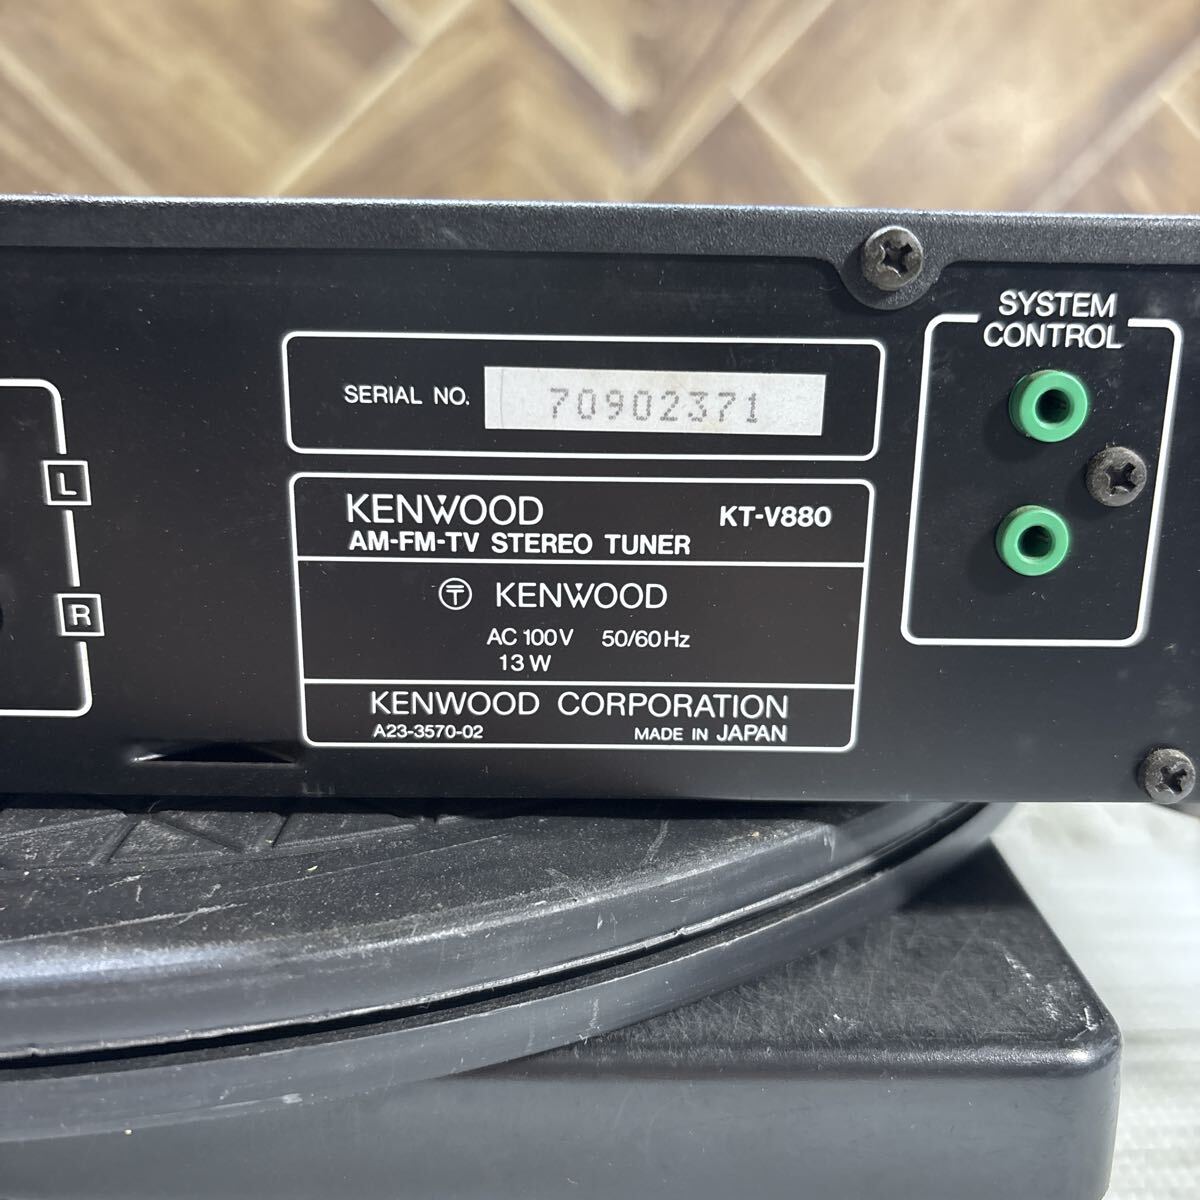 SYSTEM
CONTROL
SERIAL NO. 70902371
L
KENWOOD KT-V880
AM-FM-TV STEREO TUNER
R
KENWOOD
AC 100V 50/60Hz
13W
KENWOOD CORPORATION
A23-3570-02 MADE IN JAPAN